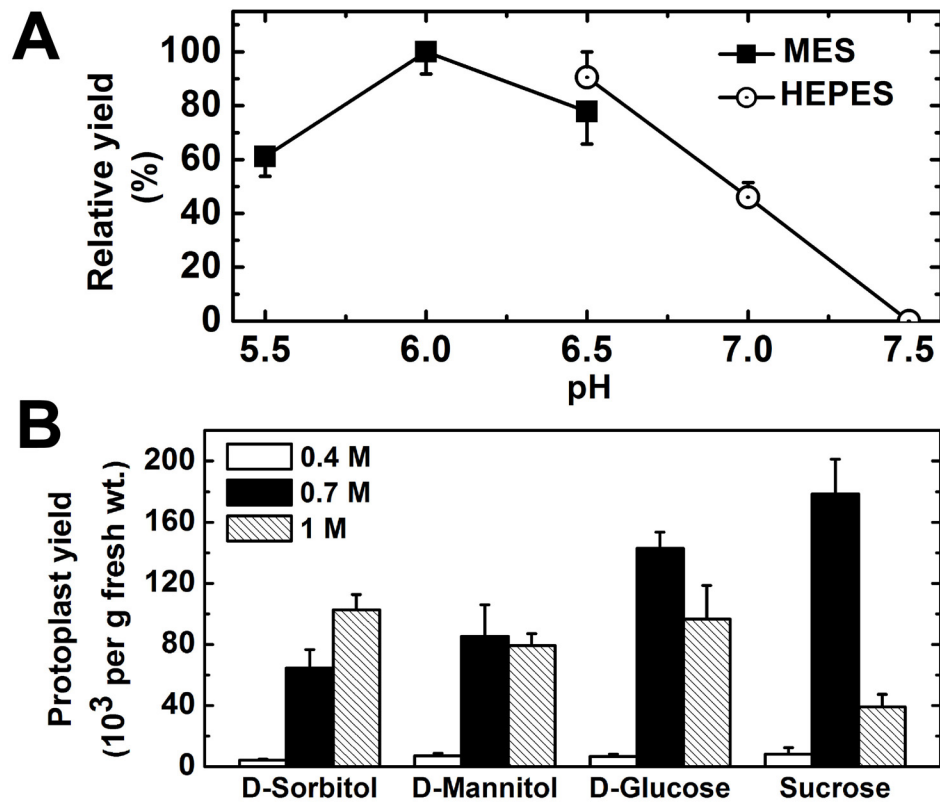 A
Relative yield
(%)
100
80
60
40
20
0
MES
HEPES
5.5 6.0 6.5 7.0 7.5
pH
B
Protoplast yield
(10³ per g fresh wt.)
200
160
120
80
40
0
0.4 M
0.7 M
1 M
D-Sorbitol D-Mannitol D-Glucose Sucrose